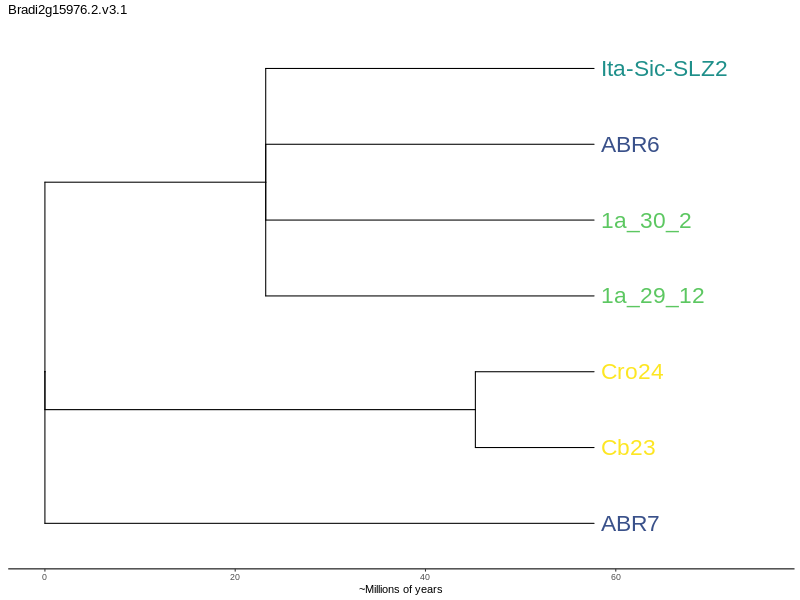 Bradi2g15976.2.v3.1
Ita-Sic-SLZ2
ABR6
1a_30_2
1a_29_12
Cro24
Cb23
ABR7
0 20 40 60
~Millions of years